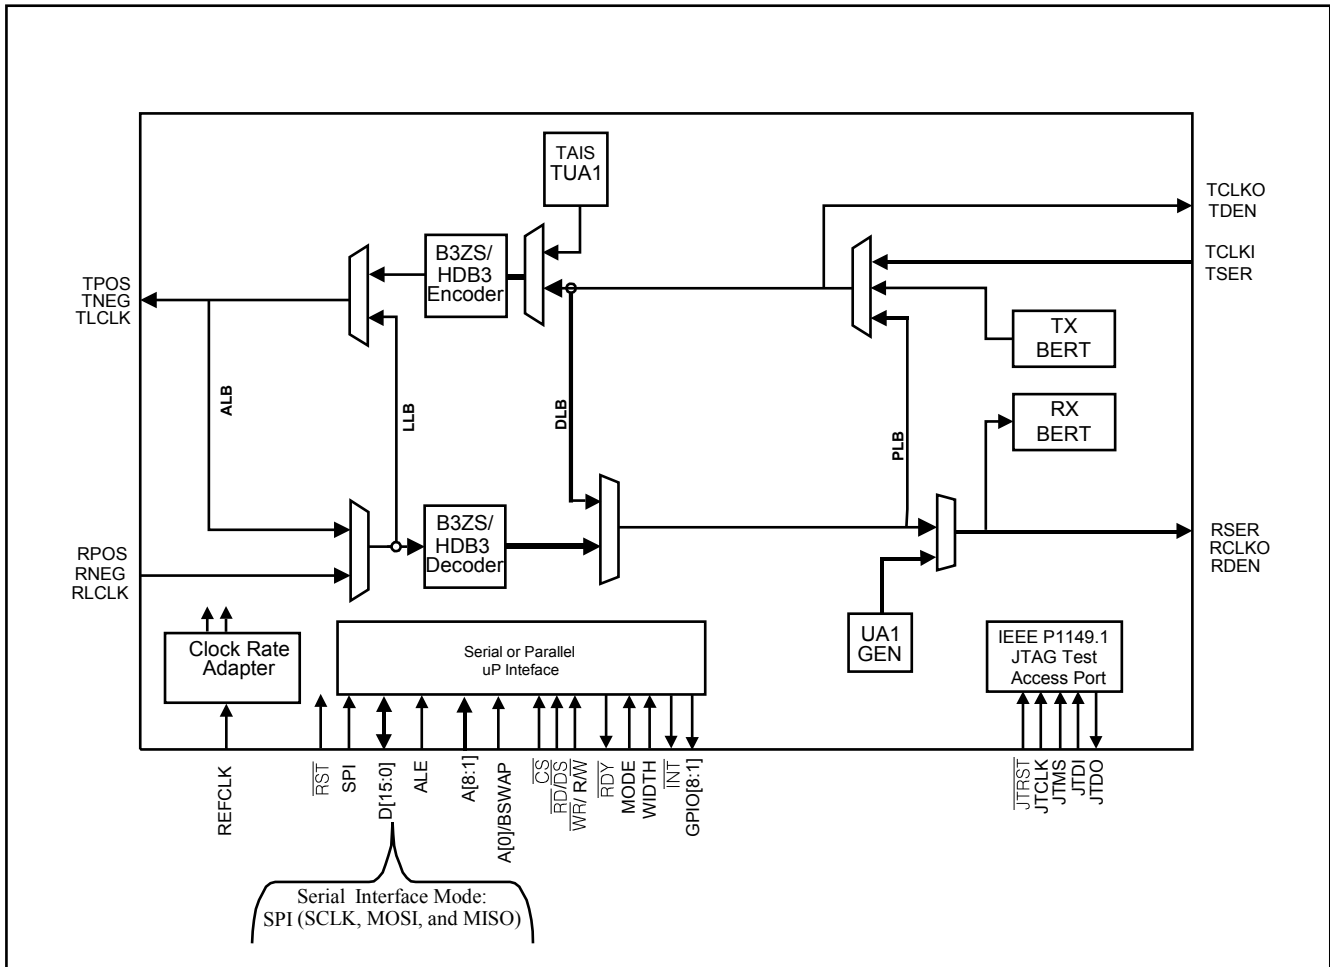 TAIS
TUA1
TCLKO
TDEN
B3ZS/
HDB3
Encoder
TCLKI
TSER
TPOS
TNEG
TLCLK
TX
BERT
ALB
LLB
DLB
PLB
RX
BERT
B3ZS/
HDB3
Decoder
RPOS
RNEG
RLCLK
RSER
RCLKO
RDEN
Clock Rate
Adapter
Serial or Parallel
uP Inteface
UA1
GEN
IEEE P1149.1
JTAG Test
Access Port
REFCLK
RST
SPI
D[15:0]
ALE
A[8:1]
A[0]/BSWAP
CS
RD/DS
WR/ R/W
RDY
MODE
WIDTH
INT
GPIO[8:1]
JTRST
JTCLK
JTMS
JTDI
JTDO
Serial Interface Mode:
SPI (SCLK, MOSI, and MISO)